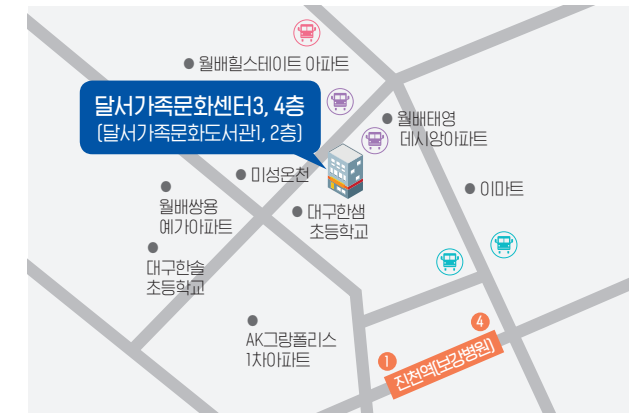 월배힐스테이트 아파트
달서가족문화센터3, 4층
(달서가족문화도서관1, 2층)
월배태영
데시앙아파트
미성온천
이마트
월배쌍용
예가아파트
대구한샘
초등학교
대구한솔
초등학교
AK그랑폴리스
1차아파트
4
1
진천역(보강병원)